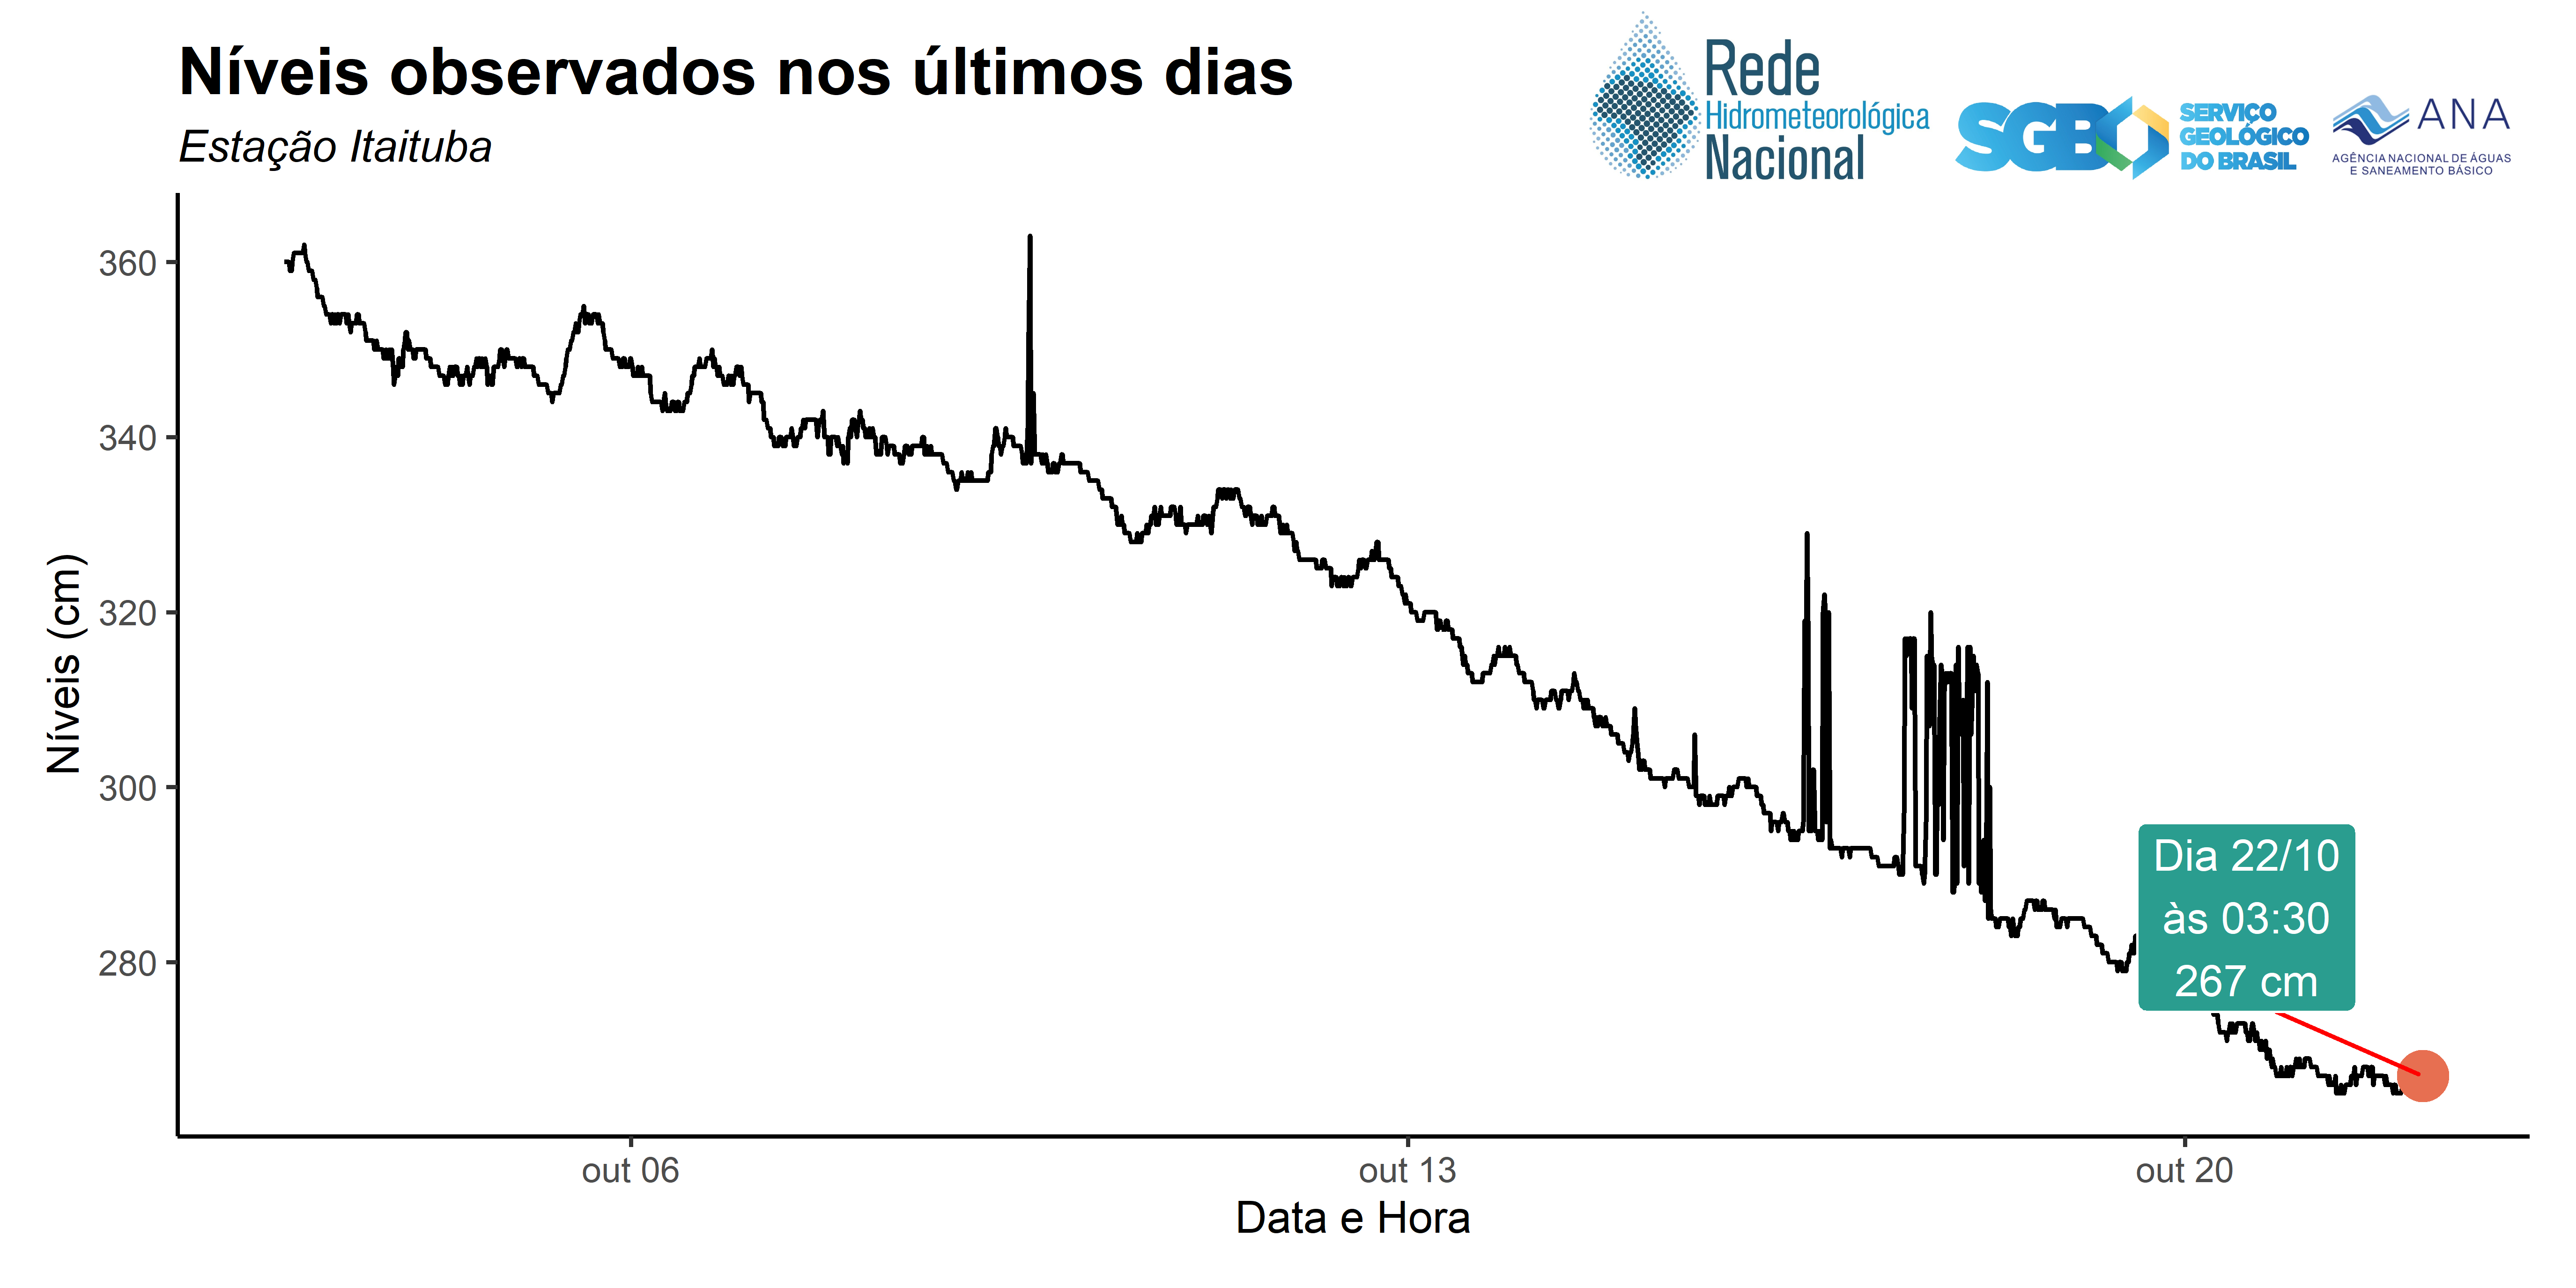 Níveis observados nos últimos dias
Estação Itaituba
Rede
Hidrometeorológica
Nacional
SGB
SERVIÇO
GEOLÓGICO
DO BRASIL
ANA
AGÊNCIA NACIONAL DE ÁGUAS
E SANEAMENTO BÁSICO
Níveis (cm)
360
340
320
300
280
Dia 22/10
às 03:30
267 cm
out 06
out 13
out 20
Data e Hora